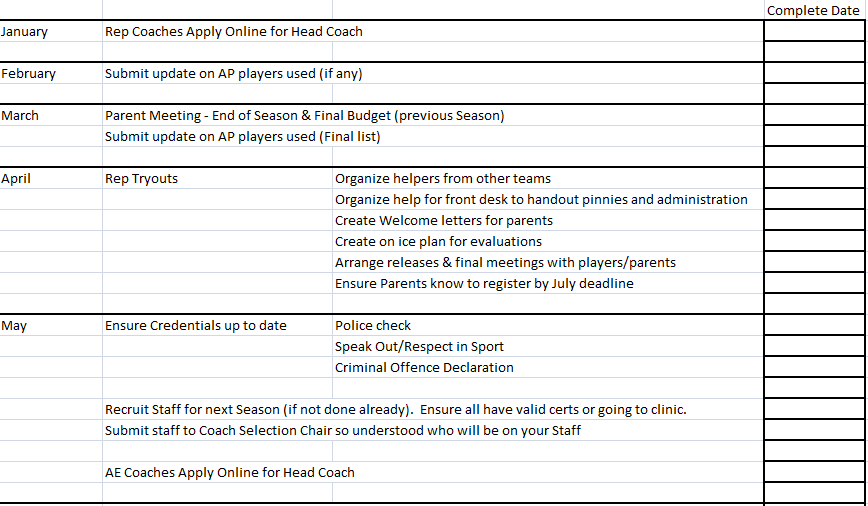 Complete Date
January Rep Coaches Apply Online for Head Coach
February Submit update on AP players used (if any)
March Parent Meeting - End of Season & Final Budget (previous Season)
Submit update on AP players used (Final list)
April Rep Tryouts Organize helpers from other teams
Organize help for front desk to handout pinnies and administration
Create Welcome letters for parents
Create on ice plan for evaluations
Arrange releases & final meetings with players/parents
Ensure Parents know to register by July deadline
May Ensure Credentials up to date Police check
Speak Out/Respect in Sport
Criminal Offence Declaration
Recruit Staff for next Season (if not done already).  Ensure all have valid certs or going to clinic.
Submit staff to Coach Selection Chair so understood who will be on your Staff
AE Coaches Apply Online for Head Coach